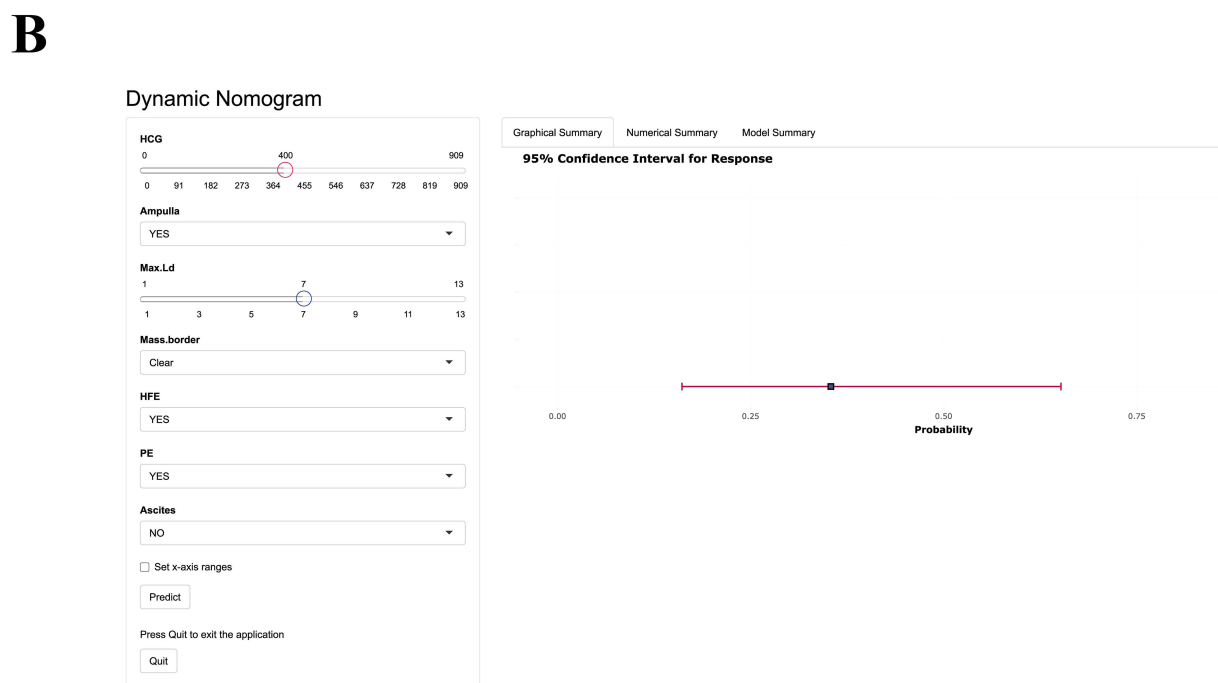 B
Dynamic Nomogram
HCG
0 400 909
0 91 182 273 364 455 546 637 728 819 909
Ampulla
YES
Max.Ld
1 7 13
1 3 5 7 9 11 13
Mass.border
Clear
HFE
YES
PE
YES
Ascites
NO
Set x-axis ranges
Predict
Press Quit to exit the application
Quit
Graphical Summary Numerical Summary Model Summary
95% Confidence Interval for Response
0.00 0.25 0.50 0.75
Probability